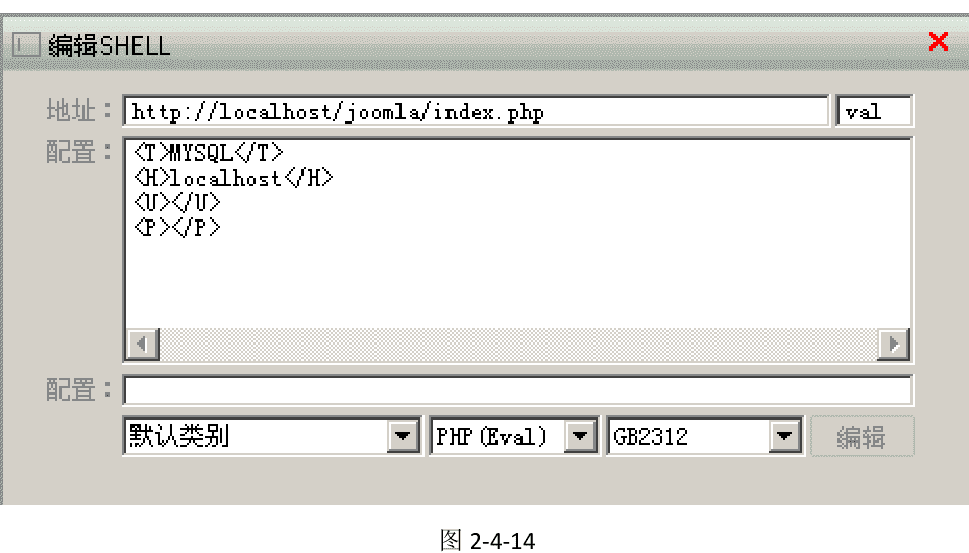 编辑SHELL
地址： http://localhost/joomla/index.php val
配置： <T>MYSQL</T>
<H>localhost</H>
<U></U>
<P></P>
配置：
默认类别 PHP(Eval) GB2312 编辑
图 2-4-14